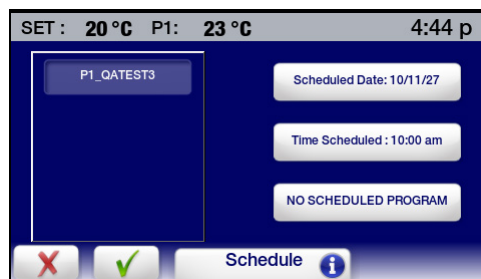 SET : 20 °C P1: 23 °C 4:44 p
P1_QATEST3
Scheduled Date: 10/11/27
Time Scheduled : 10:00 am
NO SCHEDULED PROGRAM
Schedule i